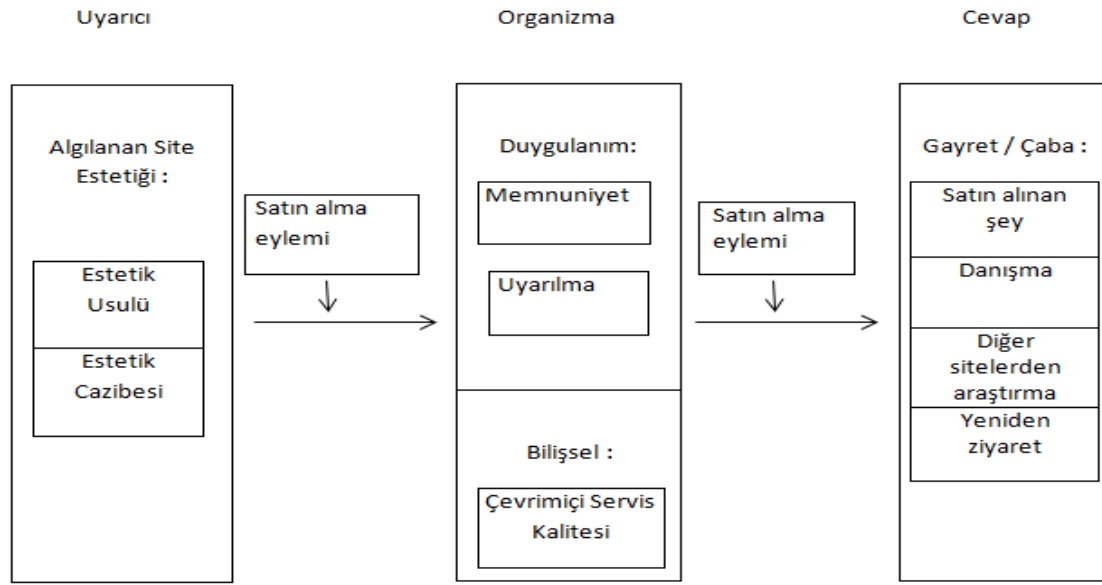 Uyarıcı
Organizma
Cevap
Algılanan Site
Estetiği :
Estetik
Usulü
Estetik
Cazibesi
Satın alma
eylemi
Duygulanım:
Memnuniyet
Uyarılma
Bilişsel :
Çevrimiçi Servis
Kalitesi
Satın alma
eylemi
Gayret / Çaba :
Satın alınan
şey
Danışma
Diğer
sitelerden
araştırma
Yeniden
ziyaret